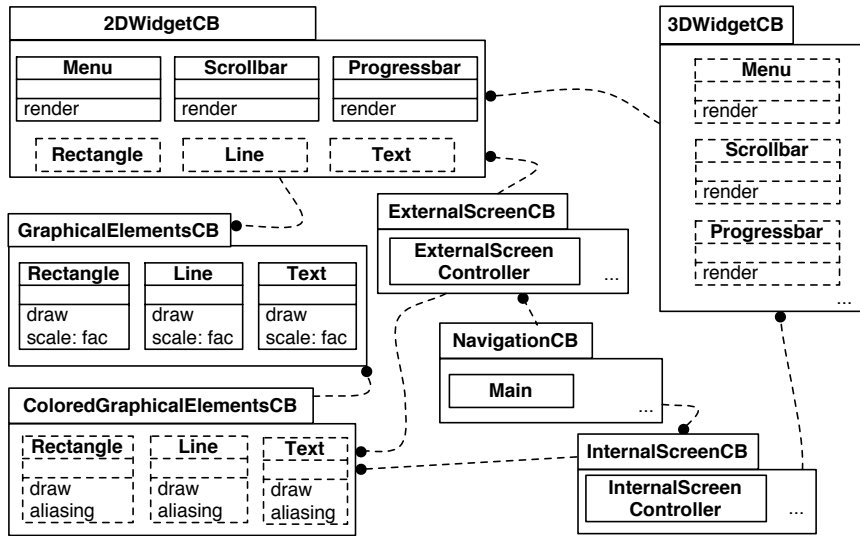 2DWidgetCB
Menu
render
Scrollbar
render
Progressbar
render
Rectangle
Line
Text
3DWidgetCB
Menu
render
Scrollbar
render
Progressbar
render
...
GraphicalElementsCB
Rectangle
draw
scale: fac
Line
draw
scale: fac
Text
draw
scale: fac
ExternalScreenCB
ExternalScreen
Controller
...
NavigationCB
Main
...
ColoredGraphicalElementsCB
Rectangle
draw
aliasing
Line
draw
aliasing
Text
draw
aliasing
InternalScreenCB
InternalScreen
Controller
...